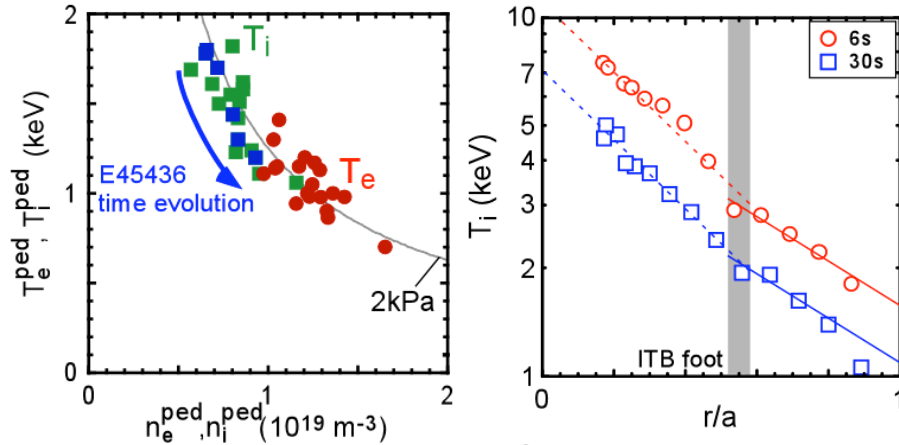 2
1
0
T_e^ped, T_i^ped (keV)
T_i
E45436
time evolution
T_e
2kPa
0 1 2
n_e^ped, n_i^ped (10^19 m^-3)
10
7
5
4
3
2
1
T_i (keV)
6s
30s
ITB foot
0 1
r/a